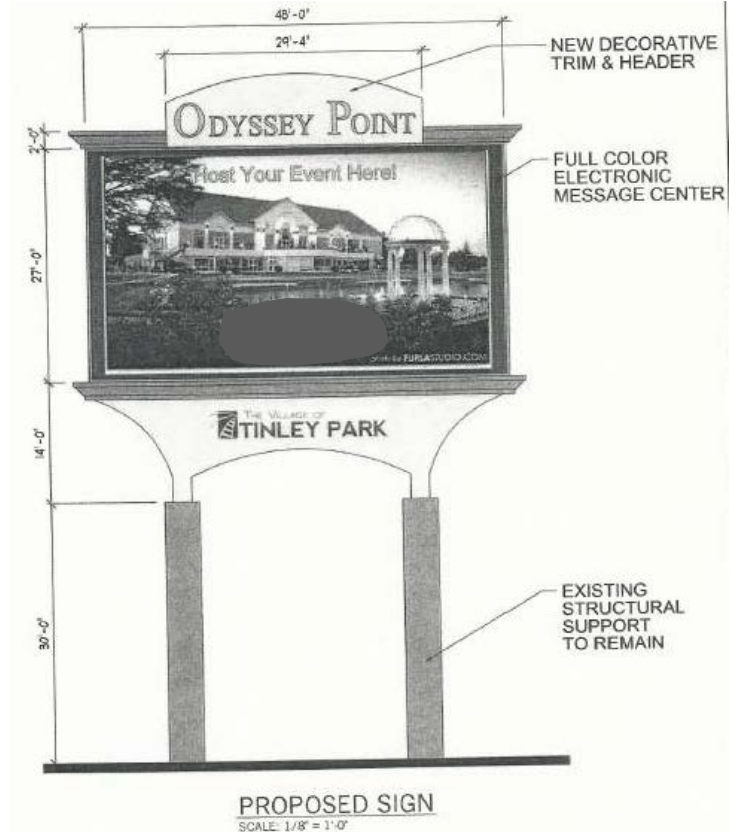 48'-0"
29'-4"
NEW DECORATIVE
TRIM & HEADER
ODYSSEY POINT
2'-0"
Host Your Event Here!
FULL COLOR
ELECTRONIC
MESSAGE CENTER
27'-0"
FURLASTUDIO.COM
THE VILLAGE OF
TINLEY PARK
14'-0"
EXISTING
STRUCTURAL
SUPPORT
TO REMAIN
30'-0"
PROPOSED SIGN
SCALE: 1/8" = 1'-0"